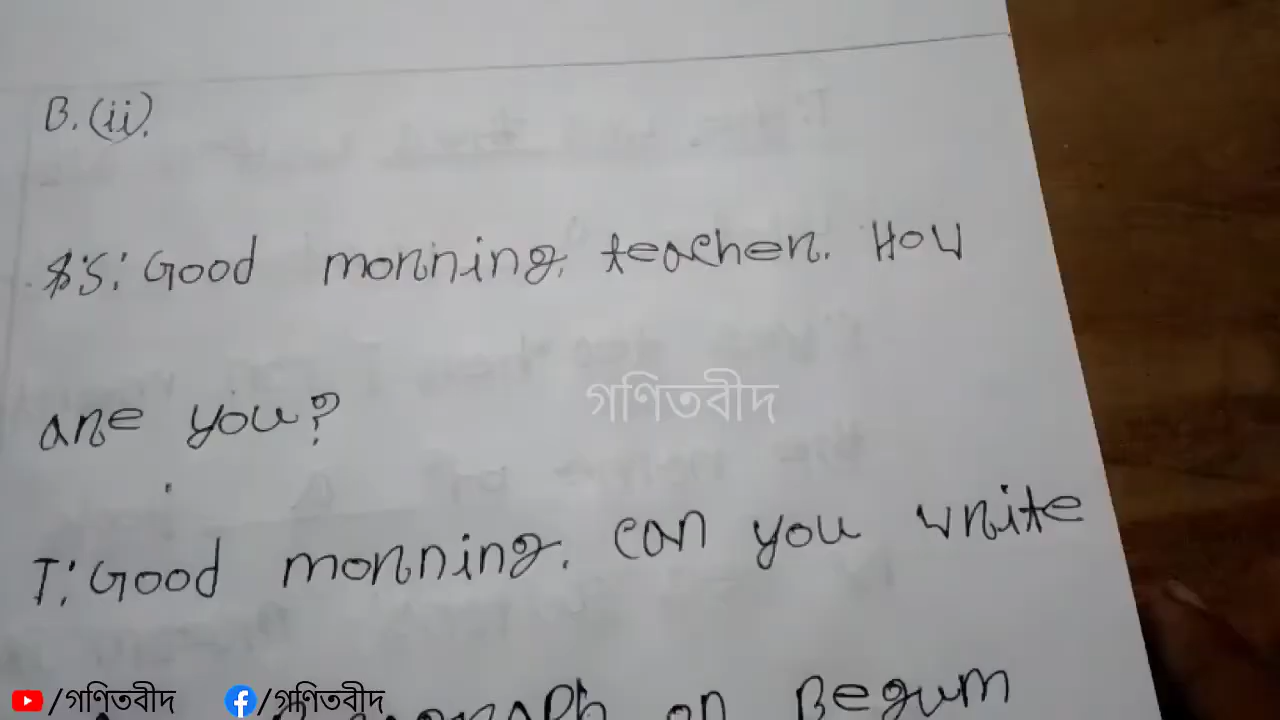 B. (ii).
S: Good morning, teacher. How
are you?
গণিতবীদ
T: Good morning. can you write
paragraph on Begum
/গণিতবীদ /গণিতবীদ